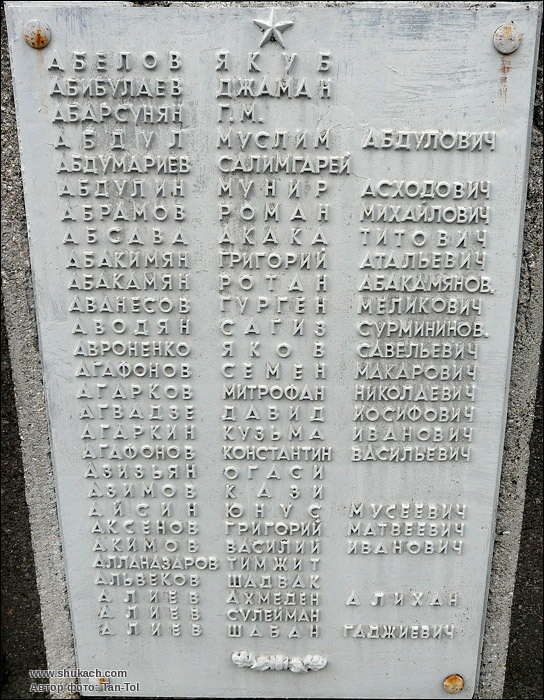 АБЕЛОВ ЯКУБ
АБИБУЛАЕВ ДЖАМАН
АБАРСУНЯН Г.М.
АБДУЛ МУСЛИМ АБДУЛОВИЧ
АБДУМАРИЕВ САЛИМГАРЕЙ
АБДУЛИН МУНИР АСХОДОВИЧ
АБРАМОВ РОМАН МИХАЙЛОВИЧ
АБСАВА АКАКА ТИТОВИЧ
АБАКИМЯН ГРИГОРИЙ АТАЛЬЕВИЧ
АБАКАМЯН РОТАН АБАКАМЯНОВ.
АВАНЕСОВ ГУРГЕН МЕЛИКОВИЧ
АВОДЯН САГИЗ СУРМИНИНОВ.
АВРОНЕНКО ЯКОВ САВЕЛЬЕВИЧ
АГАФОНОВ СЕМЕН МАКАРОВИЧ
АГАРКОВ МИТРОФАН НИКОЛАЕВИЧ
АГВАДЗЕ ДАВИД ИОСИФОВИЧ
АГАРКИН КУЗЬМА ИВАНОВИЧ
АГАФОНОВ КОНСТАНТИН ВАСИЛЬЕВИЧ
АЗИЗЬЯН ОГАСИ
АЗИМОВ КАЗИ
АЙСИН ЮНУС МУСЕЕВИЧ
АКСЕНОВ ГРИГОРИЙ МАТВЕЕВИЧ
АКИМОВ ВАСИЛИЙ ИВАНОВИЧ
АЛЛАНАЗАРОВ ТИМЖИТ
АЛЬВЕКОВ ШАДВАК
АЛИЕВ АХМЕДЕН АЛИХАН
АЛИЕВ СУЛЕЙМАН
АЛИЕВ ШАБАН ГАДЖИЕВИЧ
www.shukach.com
Автор фото: Tan-Tol